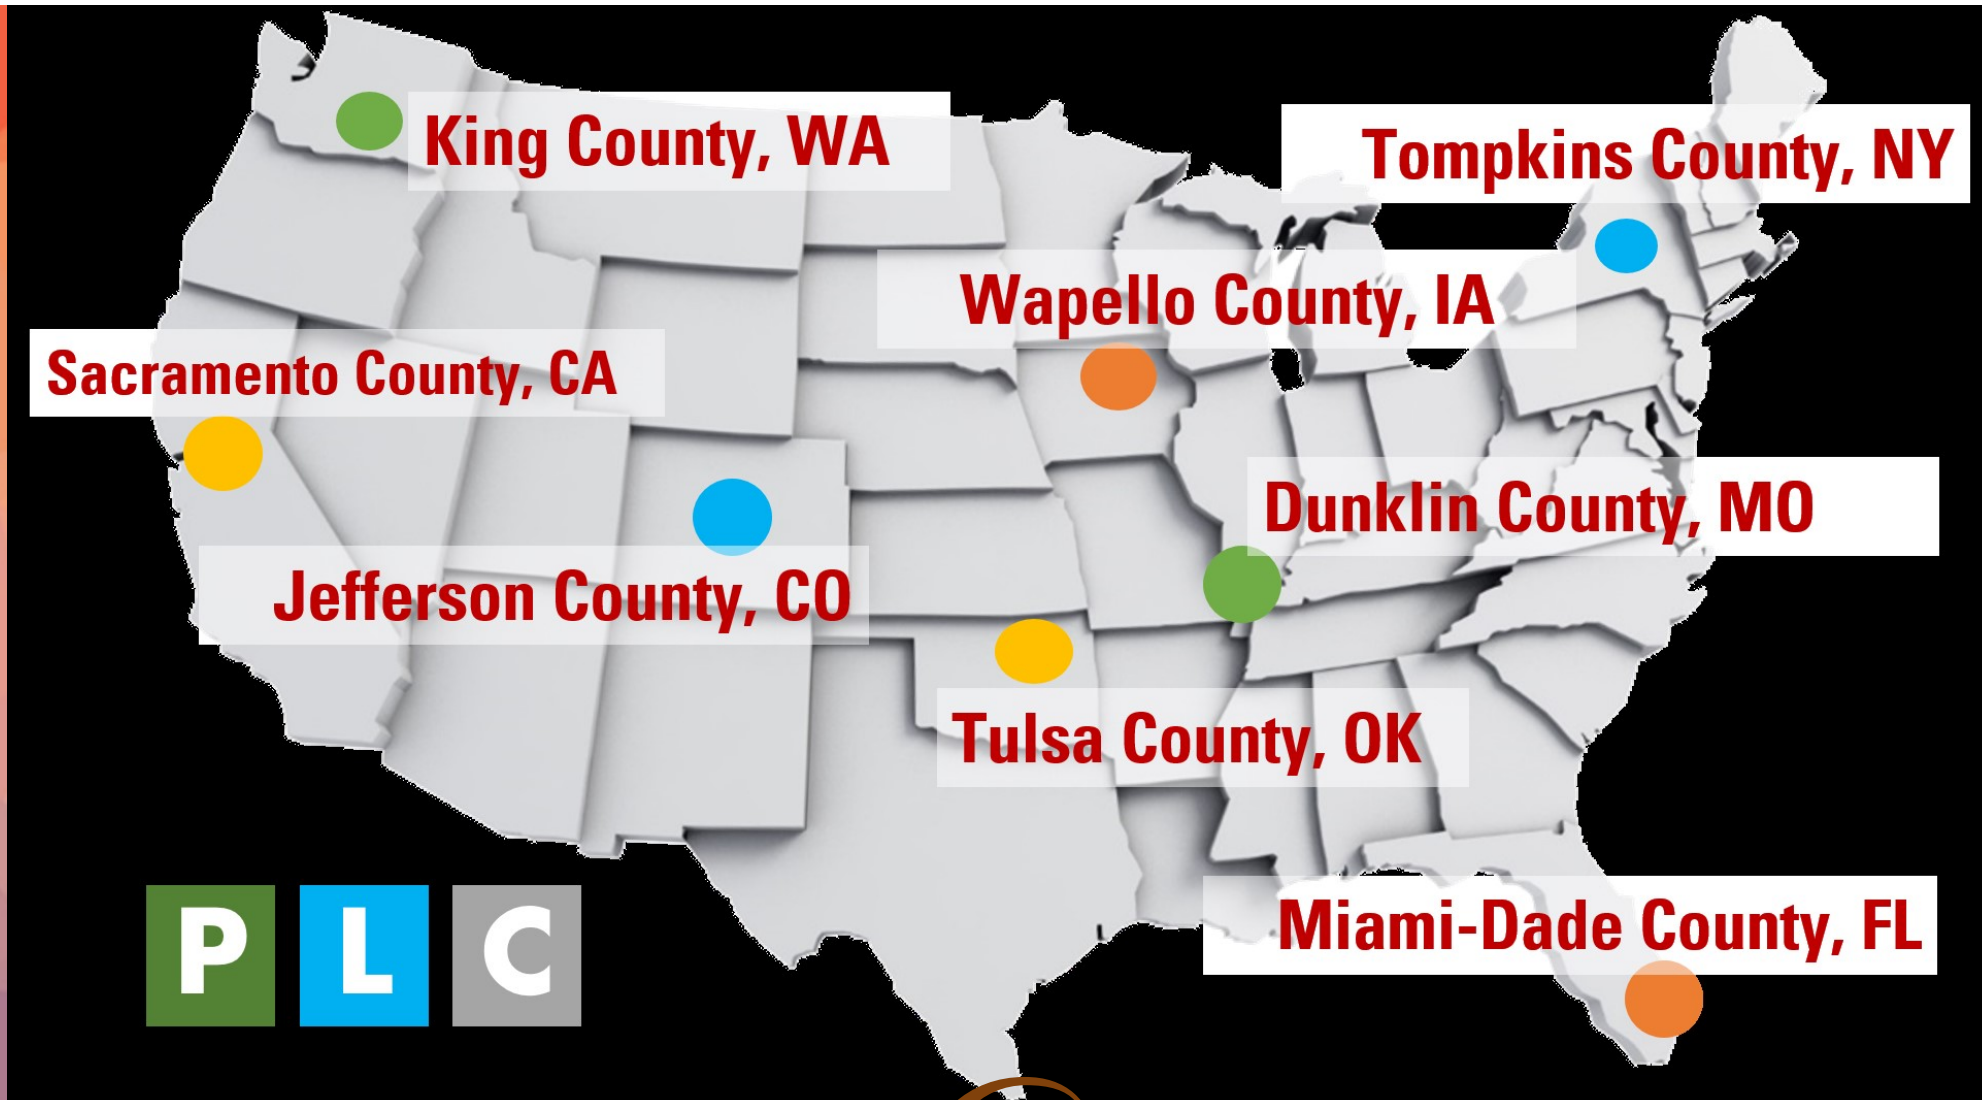 King County, WA
Tompkins County, NY
Wapello County, IA
Sacramento County, CA
Dunklin County, MO
Jefferson County, CO
Tulsa County, OK
Miami-Dade County, FL
P L C